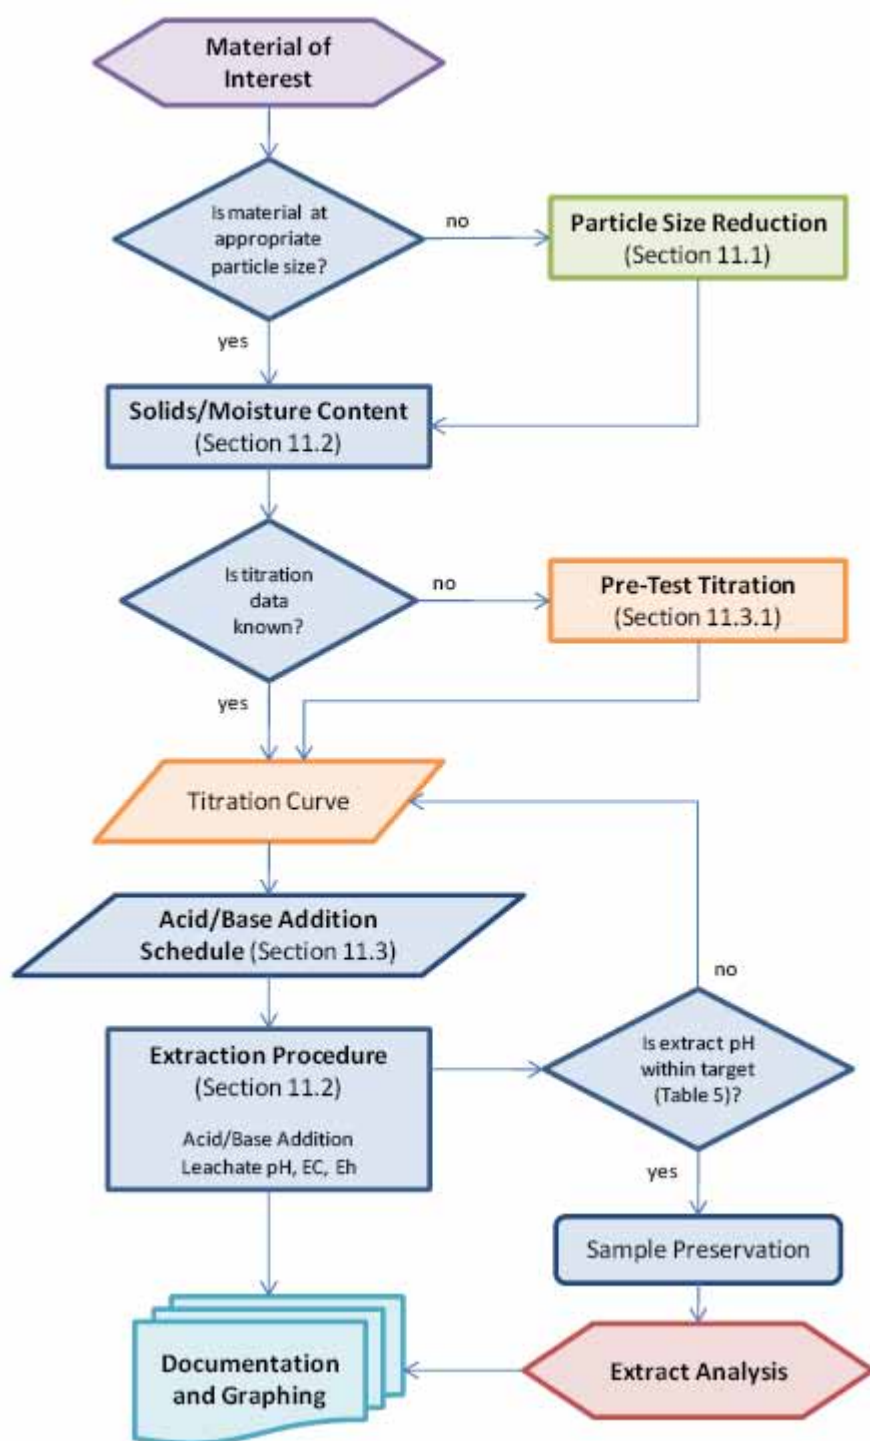 Material of
Interest
Is material at
appropriate
particle size?
no
Particle Size Reduction
(Section 11.1)
yes
Solids/Moisture Content
(Section 11.2)
Is titration
data
known?
no
Pre-Test Titration
(Section 11.3.1)
yes
Titration Curve
Acid/Base Addition
Schedule (Section 11.3)
no
Extraction Procedure
(Section 11.2)
Acid/Base Addition
Leachate pH, EC, Eh
Is extract pH
within target
(Table 5)?
yes
Sample Preservation
Documentation
and Graphing
Extract Analysis